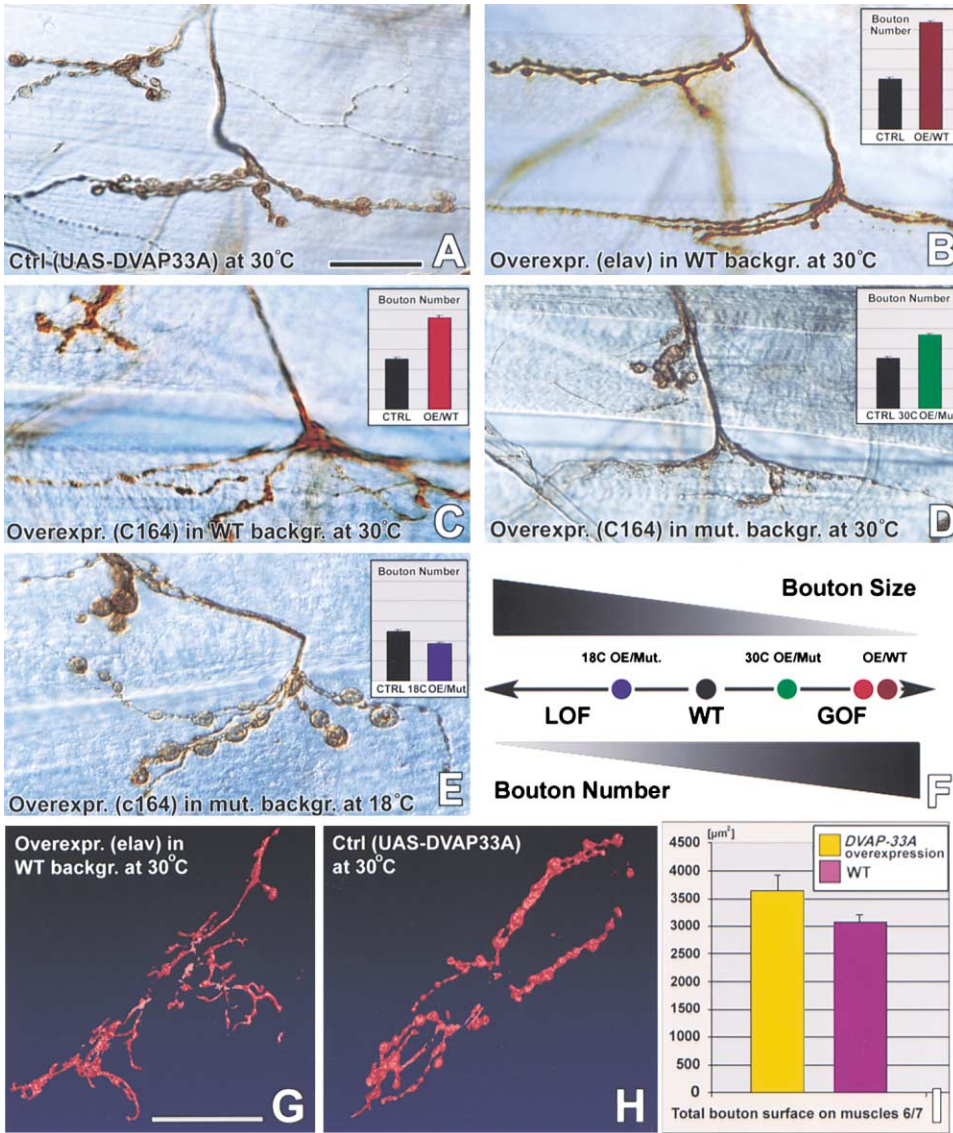 Bouton
Number
CTRL OE/WT
A
Ctrl (UAS-DVAP33A) at 30°C
Bouton
Number
CTRL OE/WT
B
Overexpr. (elav) in WT backgr. at 30°C
Bouton Number
CTRL OE/WT
C
Overexpr. (C164) in WT backgr. at 30°C
Bouton Number
CTRL 30C OE/Mut
D
Overexpr. (C164) in mut. backgr. at 30°C
Bouton Number
CTRL 18C OE/Mut
E
Overexpr. (c164) in mut. backgr. at 18°C
Bouton Size
18C OE/Mut. 30C OE/Mut OE/WT
LOF WT GOF
Bouton Number
F
Overexpr. (elav) in
WT backgr. at 30°C
G
Ctrl (UAS-DVAP33A)
at 30°C
H
[µm²]
4500
4000
3500
3000
2500
2000
1500
1000
500
0
DVAP-33A
overexpression
WT
I
Total bouton surface on muscles 6/7